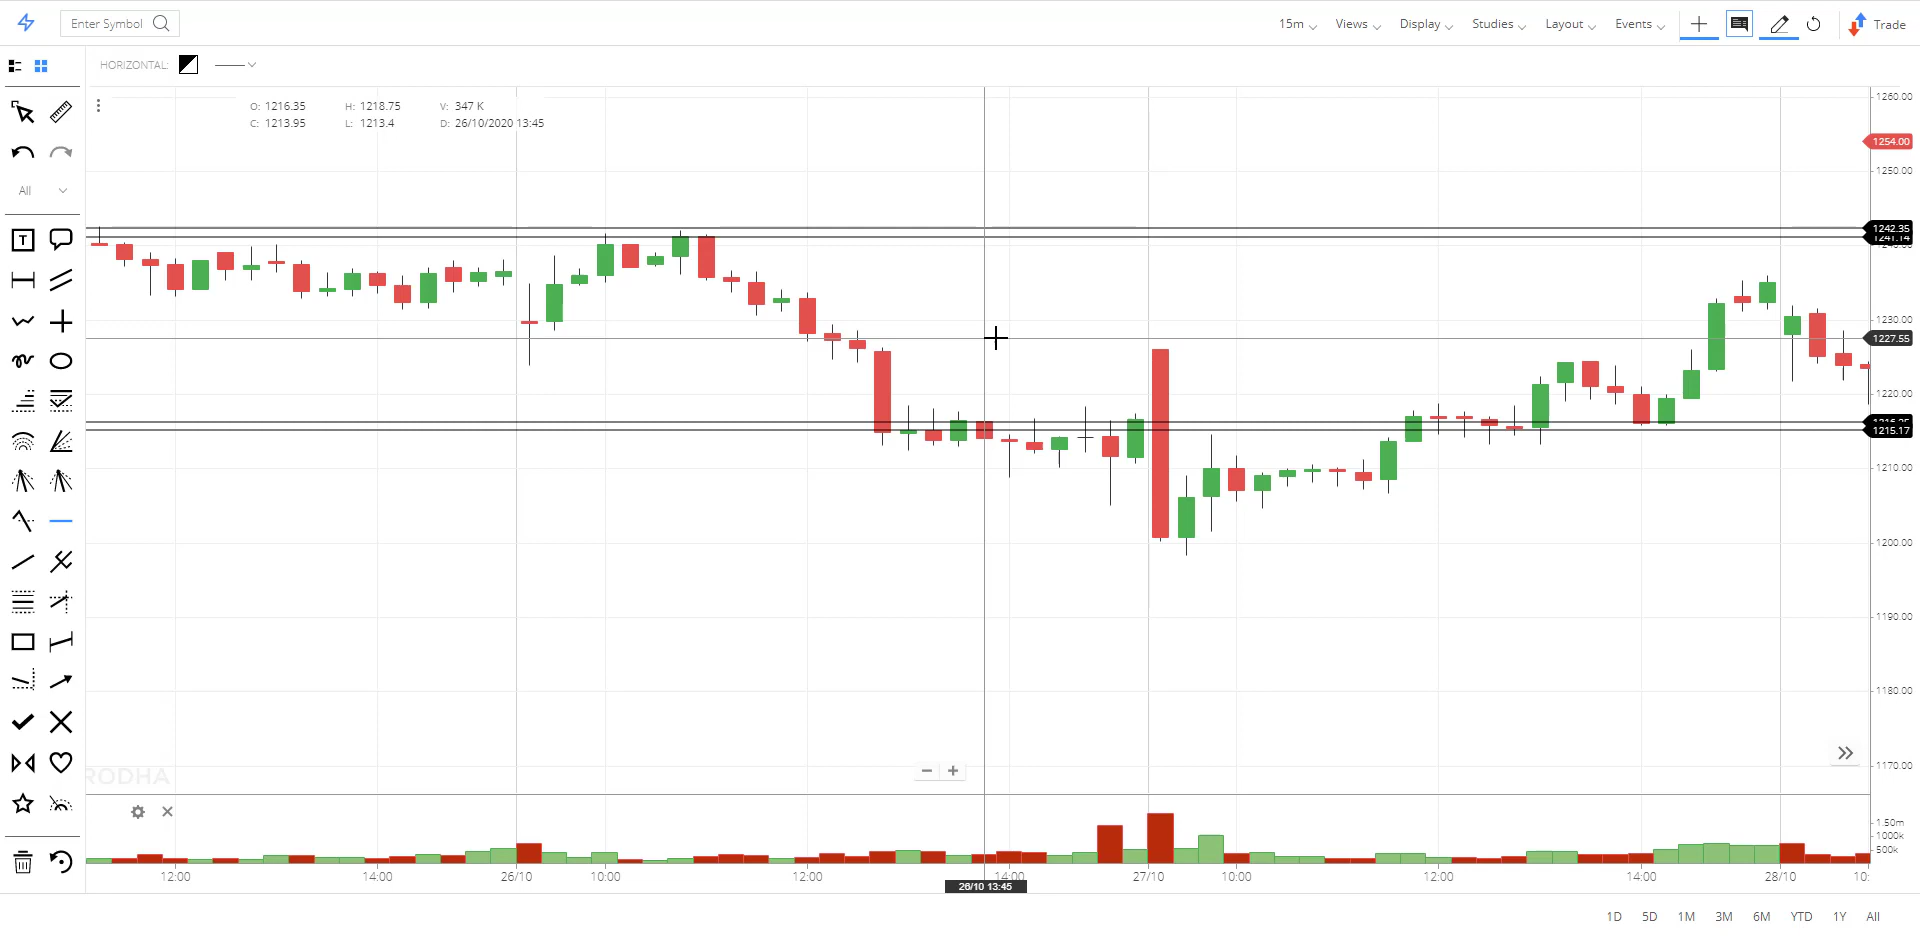 Enter Symbol
15m Views Display Studies Layout Events Trade
HORIZONTAL:
O: 1216.35 H: 1218.75 V: 347 K
C: 1213.95 L: 1213.4 D: 26/10/2020 13:45
All
T
1260.00
1254.00
1250.00
1242.35
1241.14
1230.00
1227.55
1220.00
1215.17
1210.00
1200.00
1190.00
1180.00
1170.00
RODHA
1.50m
1000k
500k
12:00 14:00 26/10 10:00 12:00 14:00 27/10 10:00 12:00 14:00 28/10 10:
26/10 13:45
1D 5D 1M 3M 6M YTD 1Y All